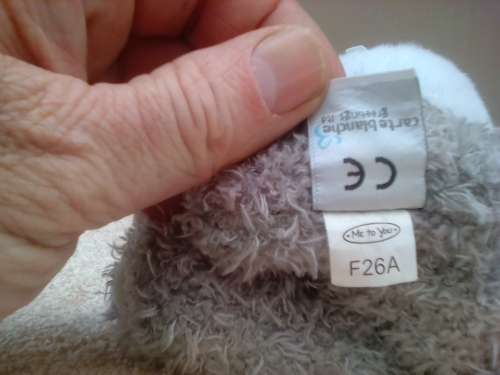 carte blanche
greetings ltd
CE
Me to You
F26A